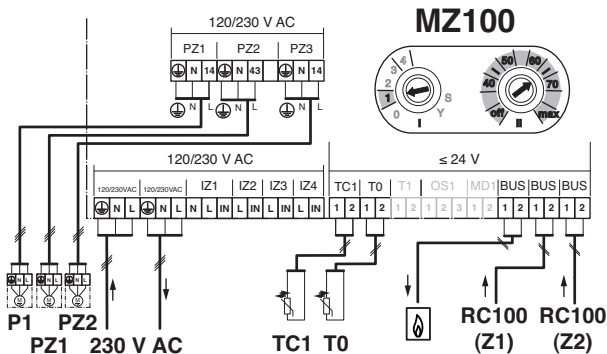 120/230 V AC
MZ100
PZ1 PZ2 PZ3
N 14 N 43 N 14
N L N L N L
0 1 2 3 4 S Y
I
off 40 50 60 70 max
II
120/230 V AC ≤ 24 V
120/230VAC 120/230VAC IZ1 IZ2 IZ3 IZ4 TC1 T0 T1 OS1 MD1 BUS BUS BUS
N L N L N L IN L IN L IN L IN 1 2 1 2 1 2 1 2 3 1 2 1 2 1 2 1 2
N L N L N L
M M M
P1 PZ2
PZ1 230 V AC TC1 T0
RC100 RC100
(Z1) (Z2)